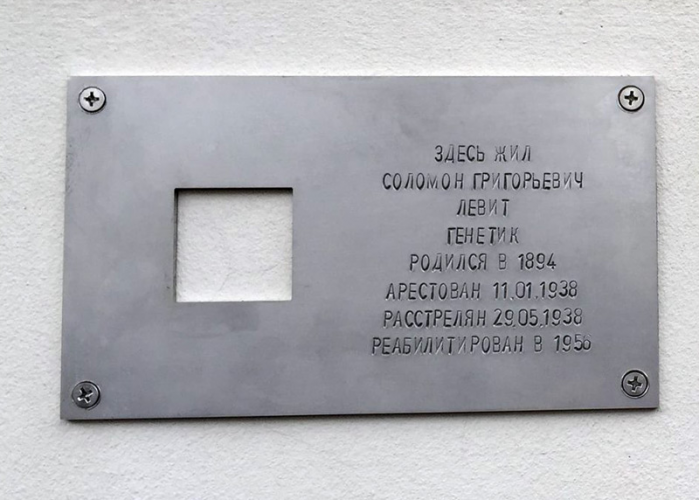 ЗДЕСЬ ЖИЛ
СОЛОМОН ГРИГОРЬЕВИЧ
ЛЕВИТ
ГЕНЕТИК
РОДИЛСЯ В 1894
АРЕСТОВАН 11.01.1938
РАССТРЕЛЯН 29.05.1938
РЕАБИЛИТИРОВАН В 1956